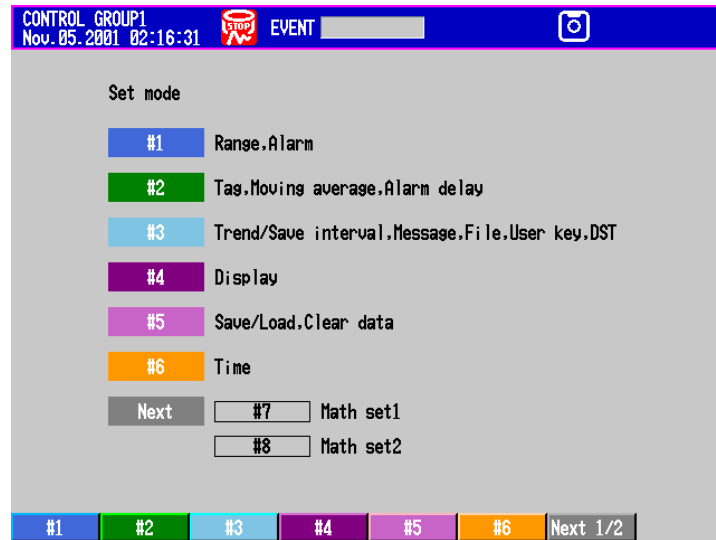 CONTROL GROUP1
Nov.05.2001 02:16:31
STOP
EVENT
Set mode
#1 Range,Alarm
#2 Tag,Moving average,Alarm delay
#3 Trend/Save interval,Message,File,User key,DST
#4 Display
#5 Save/Load,Clear data
#6 Time
Next #7 Math set1
#8 Math set2
#1 #2 #3 #4 #5 #6 Next 1/2